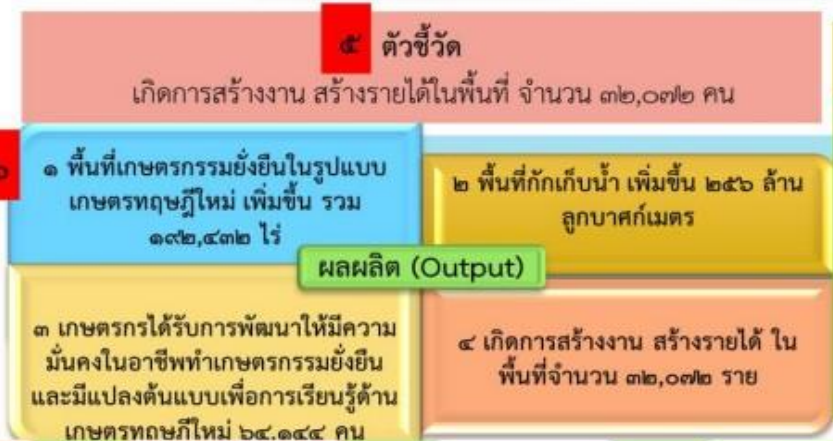 ๕ ตัวชี้วัด
เกิดการสร้างงาน สร้างรายได้ในพื้นที่ จำนวน ๓๒,๐๗๒ คน
๑ พื้นที่เกษตรกรรมยั่งยืนในรูปแบบ
เกษตรทฤษฎีใหม่ เพิ่มขึ้น รวม
๑๙๒,๔๓๒ ไร่
๒ พื้นที่กักเก็บน้ำ เพิ่มขึ้น ๒๕๖ ล้าน
ลูกบาศก์เมตร
ผลผลิต (Output)
๓ เกษตรกรได้รับการพัฒนาให้มีความ
มั่นคงในอาชีพทำเกษตรกรรมยั่งยืน
และมีแปลงต้นแบบเพื่อการเรียนรู้ด้าน
เกษตรทฤษฎีใหม่ ๖๔,๑๔๔ คน
๔ เกิดการสร้างงาน สร้างรายได้ ใน
พื้นที่จำนวน ๓๒,๐๗๒ ราย